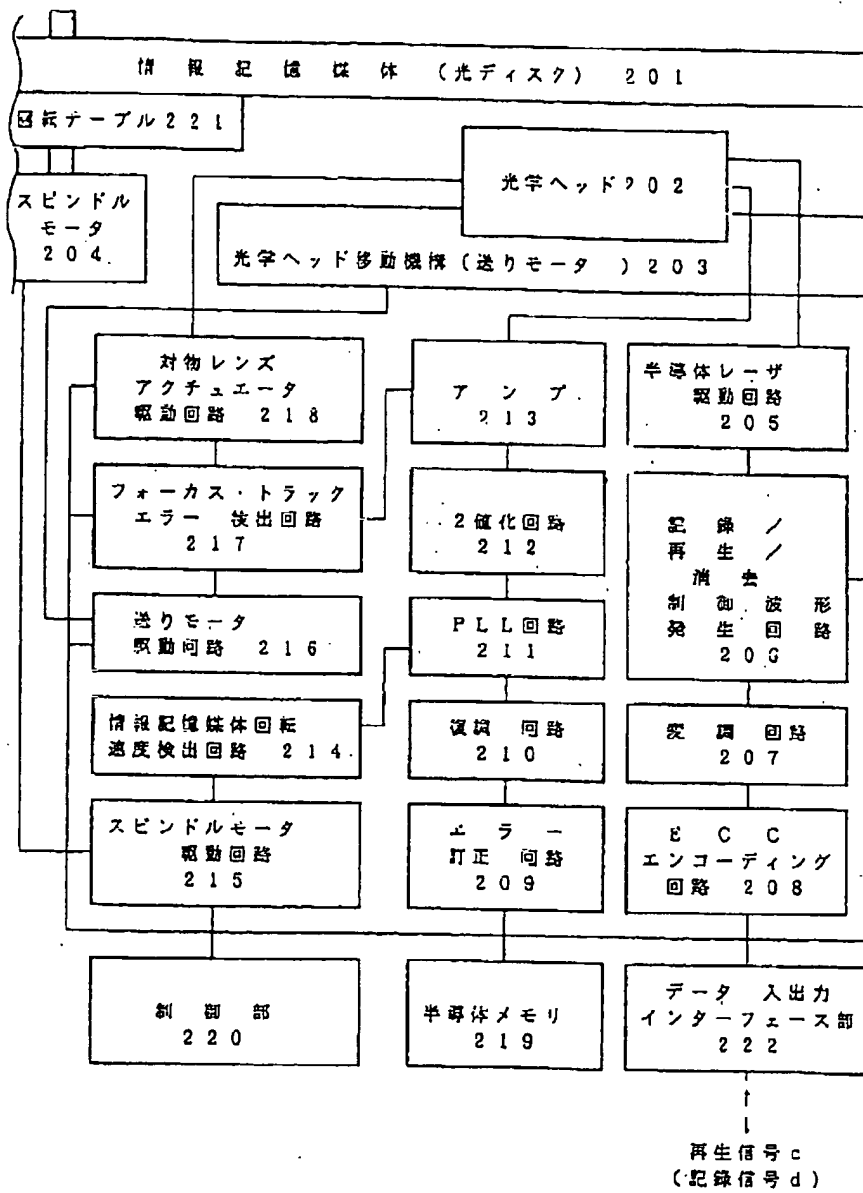 情報記憶媒体（光ディスク） 201
回転テーブル221
スピンドル
モータ
204
光学ヘッド202
光学ヘッド移動機構（送りモータ）203
対物レンズ
アクチュエータ
駆動回路 218
フォーカス・トラック
エラー 検出回路
217
送りモータ
駆動回路 216
情報記憶媒体回転
速度検出回路 214
スピンドルモータ
駆動回路
215
制御部
220
アンプ
213
2値化回路
212
PLL回路
211
復調 回路
210
エラー
訂正 回路
209
半導体メモリ
219
半導体レーザ
駆動回路
205
記録／
再生／
消去
制御波形
発生回路
206
変調回路
207
ECC
エンコーディング
回路 208
データ 入出力
インターフェース部
222
再生信号c
（記録信号d）